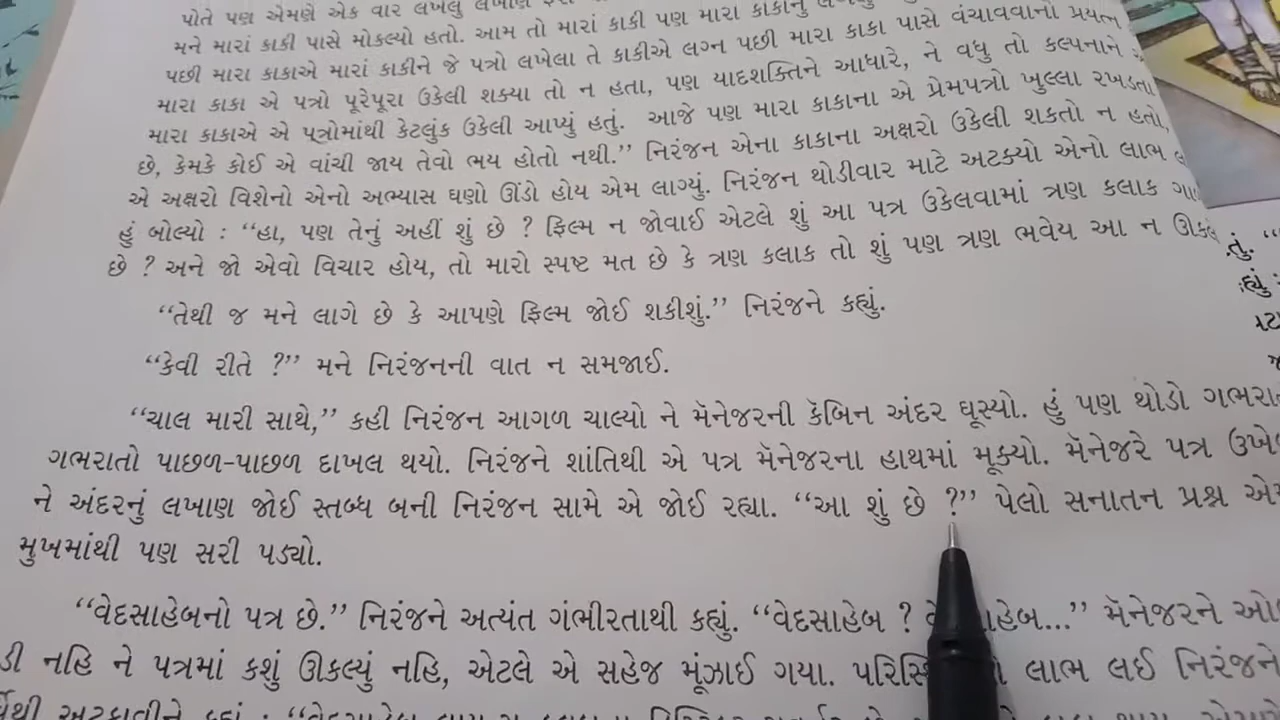 પોતે પણ એમણે એક વાર લખેલું લખાણ
મને મારાં કાકી પાસે મોકલ્યો હતો. આમ તો મારાં કાકી પણ મારા કાકાનું
પછી મારા કાકાએ મારાં કાકીને જે પત્રો લખેલા તે કાકીએ લગ્ન પછી મારા કાકા પાસે વંચાવવાનો પ્રયત્ન
મારા કાકા એ પત્રો પૂરેપૂરા ઉકેલી શક્યા તો ન હતા, પણ યાદશક્તિને આધારે, ને વધુ તો કલ્પનાને
મારા કાકાએ એ પત્રોમાંથી કેટલુંક ઉકેલી આપ્યું હતું. આજે પણ મારા કાકાના એ પ્રેમપત્રો ખુલ્લા રખડતા
છે, કેમકે કોઈ એ વાંચી જાય તેવો ભય હોતો નથી.” નિરંજન એના કાકાના અક્ષરો ઉકેલી શકતો ન હતો,
એ અક્ષરો વિશેનો એનો અભ્યાસ ઘણો ઊંડો હોય એમ લાગ્યું. નિરંજન થોડીવાર માટે અટક્યો એનો લાભ
હું બોલ્યો : “હા, પણ તેનું અહીં શું છે ? ફિલ્મ ન જોવાઈ એટલે શું આ પત્ર ઉકેલવામાં ત્રણ કલાક
છે ? અને જો એવો વિચાર હોય, તો મારો સ્પષ્ટ મત છે કે ત્રણ કલાક તો શું પણ ત્રણ ભવેય આ ન
“તેથી જ મને લાગે છે કે આપણે ફિલ્મ જોઈ શકીશું.” નિરંજને કહ્યું.
“કેવી રીતે ?” મને નિરંજનની વાત ન સમજાઈ.
“ચાલ મારી સાથે,” કહી નિરંજન આગળ ચાલ્યો ને મૅનેજરની કૅબિન અંદર ઘૂસ્યો. હું પણ થોડો
ગભરાતો પાછળ-પાછળ દાખલ થયો. નિરંજને શાંતિથી એ પત્ર મૅનેજરના હાથમાં મૂક્યો. મૅનેજરે પત્ર
ને અંદરનું લખાણ જોઈ સ્તબ્ધ બની નિરંજન સામે એ જોઈ રહ્યા. “આ શું છે ?” પેલો સનાતન પ્રશ્ન
મુખમાંથી પણ સરી પડ્યો.
“વેદસાહેબનો પત્ર છે.” નિરંજને અત્યંત ગંભીરતાથી કહ્યું. “વેદસાહેબ ? મૅનેજરને
નહિ ને પત્રમાં કશું ઊકલ્યું નહિ, એટલે એ સહેજ મૂંઝાઈ ગયા. લાભ લઈ નિરંજને